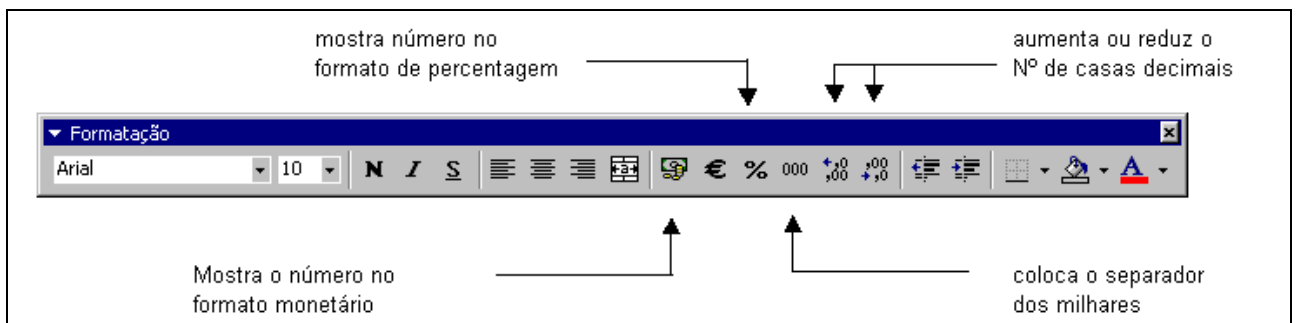 mostra número no
formato de percentagem
aumenta ou reduz o
Nº de casas decimais
Formatação
Arial 10 N I S € % 000 ,0 ,00 ,00 ,0 A
Mostra o número no
formato monetário
coloca o separador
dos milhares